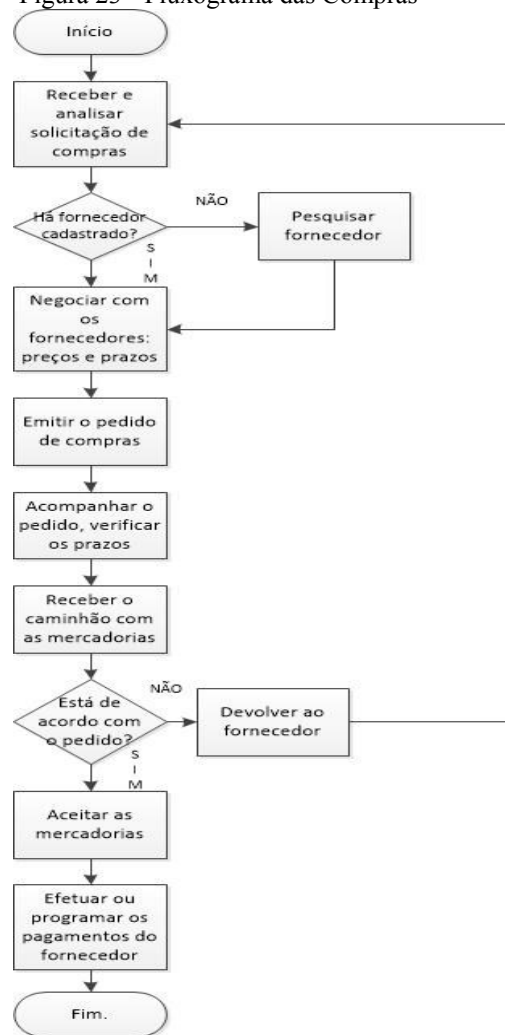 Figura 25 - Fluxograma das Compras
Início
Receber e
analisar
solicitação de
compras
Há fornecedor
cadastrado?
NÃO
Pesquisar
fornecedor
S
I
M
Negociar com
os
fornecedores:
preços e prazos
Emitir o pedido
de compras
Acompanhar o
pedido, verificar
os prazos
Receber o
caminhão com
as mercadorias
Está de
acordo com
o pedido?
NÃO
Devolver ao
fornecedor
S
I
M
Aceitar as
mercadorias
Efetuar ou
programar os
pagamentos do
fornecedor
Fim.